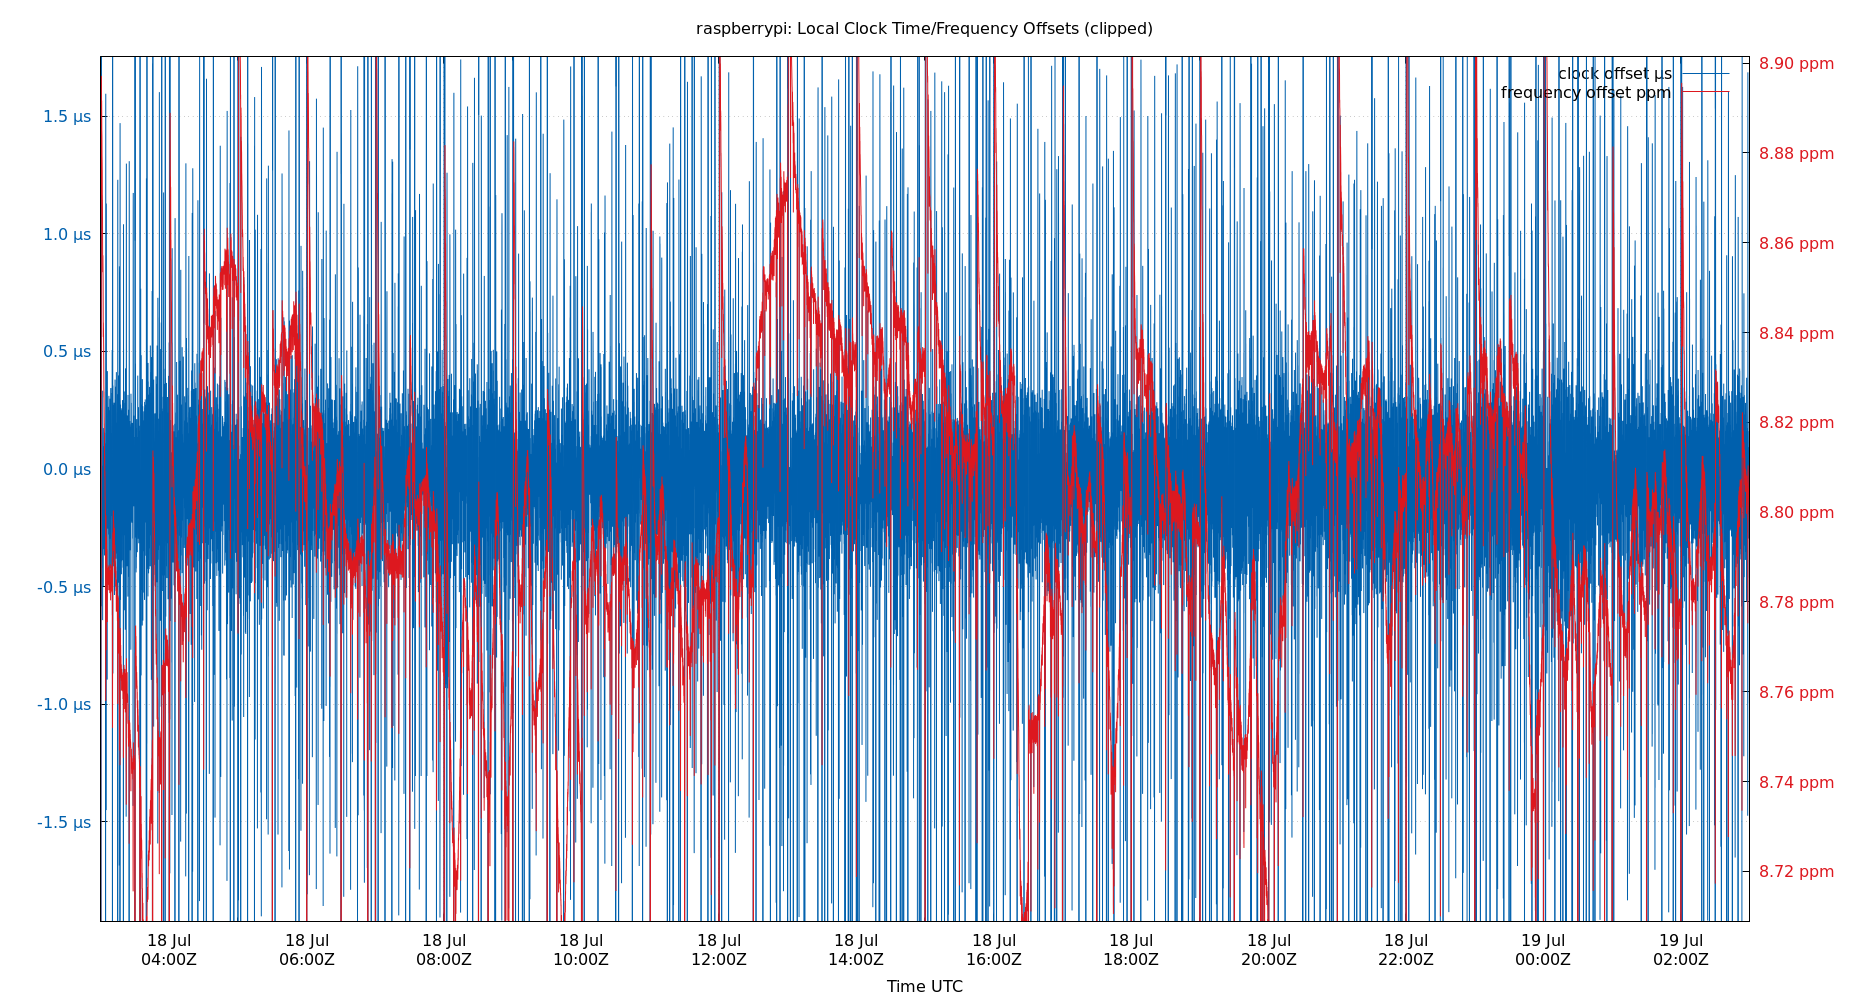 raspberrypi: Local Clock Time/Frequency Offsets (clipped)
clock offset µs
frequency offset ppm
1.5 µs
1.0 µs
0.5 µs
0.0 µs
-0.5 µs
-1.0 µs
-1.5 µs
8.90 ppm
8.88 ppm
8.86 ppm
8.84 ppm
8.82 ppm
8.80 ppm
8.78 ppm
8.76 ppm
8.74 ppm
8.72 ppm
18 Jul 18 Jul 18 Jul 18 Jul 18 Jul 18 Jul 18 Jul 18 Jul 18 Jul 18 Jul 19 Jul 19 Jul
04:00Z 06:00Z 08:00Z 10:00Z 12:00Z 14:00Z 16:00Z 18:00Z 20:00Z 22:00Z 00:00Z 02:00Z
Time UTC